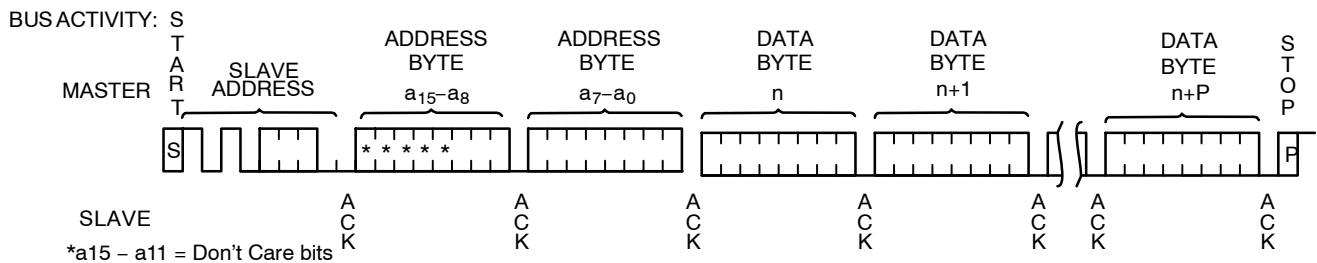 BUS ACTIVITY:
START
MASTER
SLAVE
ADDRESS
ADDRESS
BYTE
a15–a8
ADDRESS
BYTE
a7–a0
DATA
BYTE
n
DATA
BYTE
n+1
DATA
BYTE
n+P
STOP
S
* * * * *
P
SLAVE
ACK
ACK
ACK
ACK
ACK
ACK
ACK
*a15 – a11 = Don't Care bits